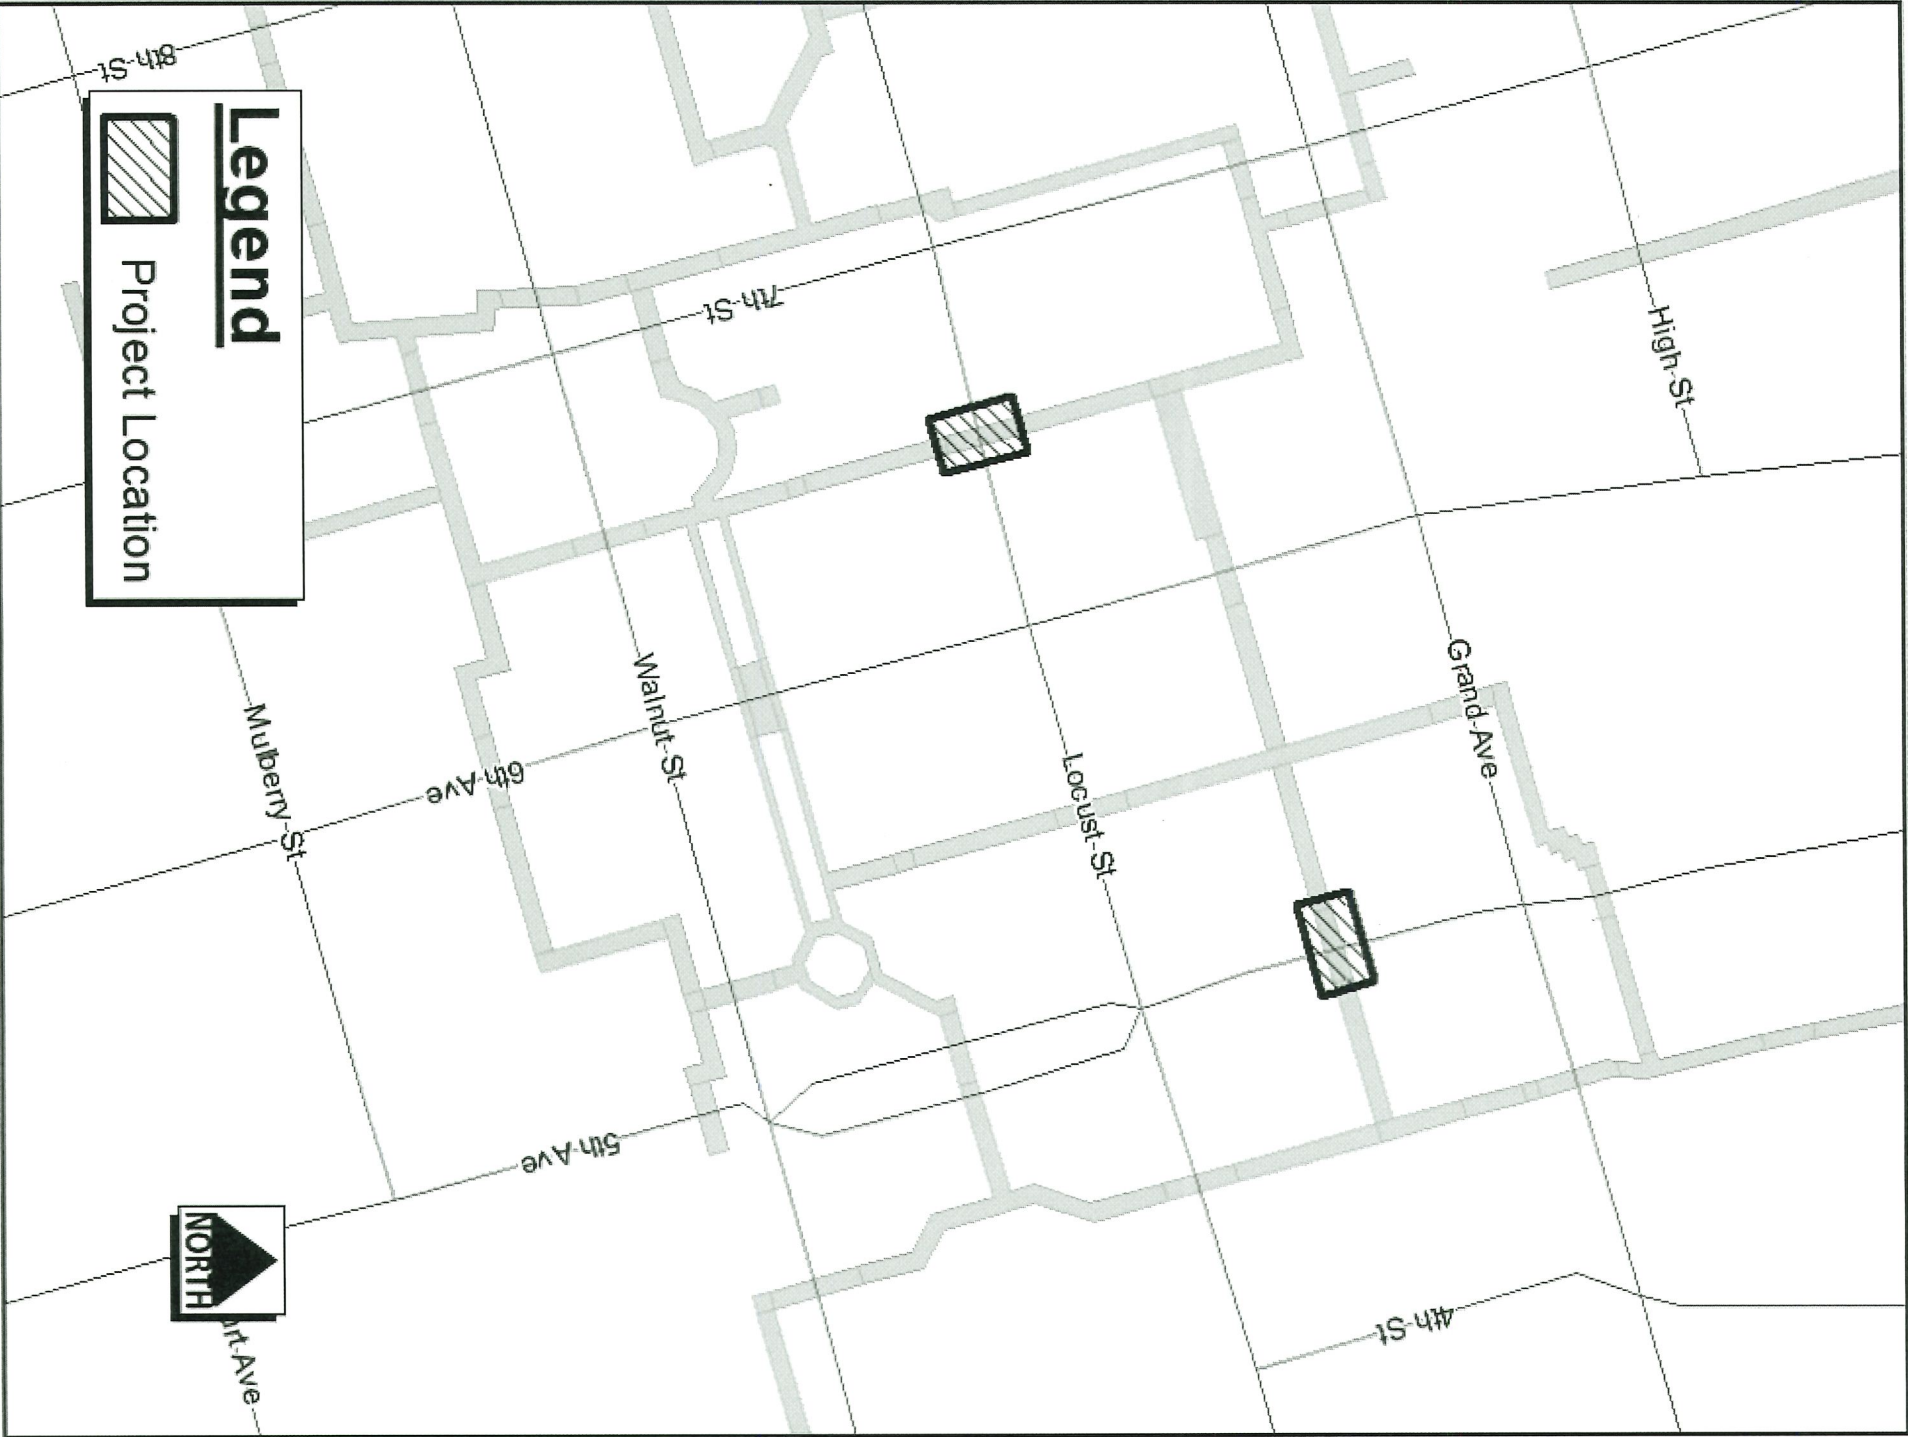 Legend
Project Location
8th St
7th St
High St
Grand Ave
Walnut St
Locust St
Mulberry St
6th Ave
5th Ave
4th St
NORTH
rt Ave